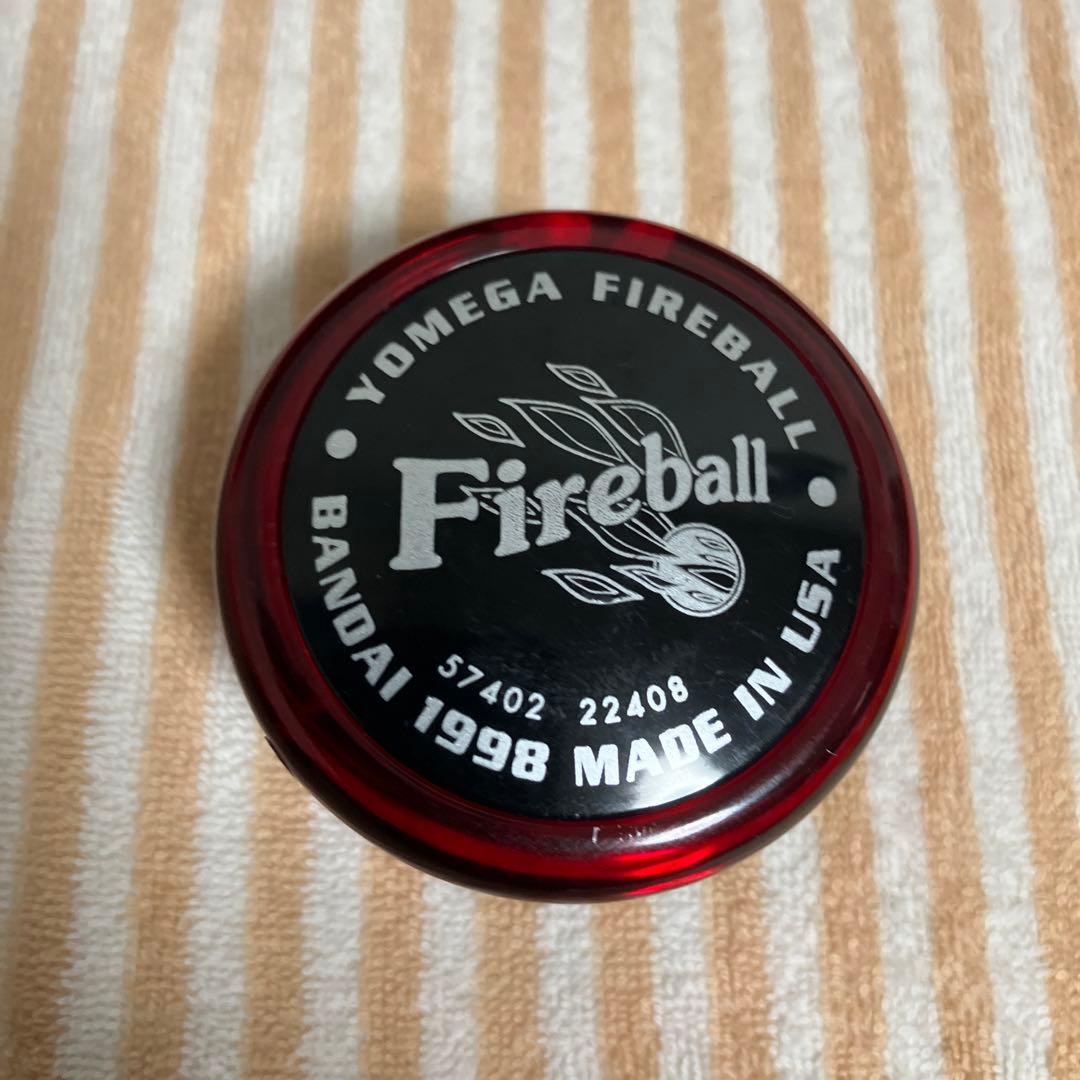 YOMEGA FIREBALL
Fireball
57402 22408
BANDAI 1998 MADE IN USA